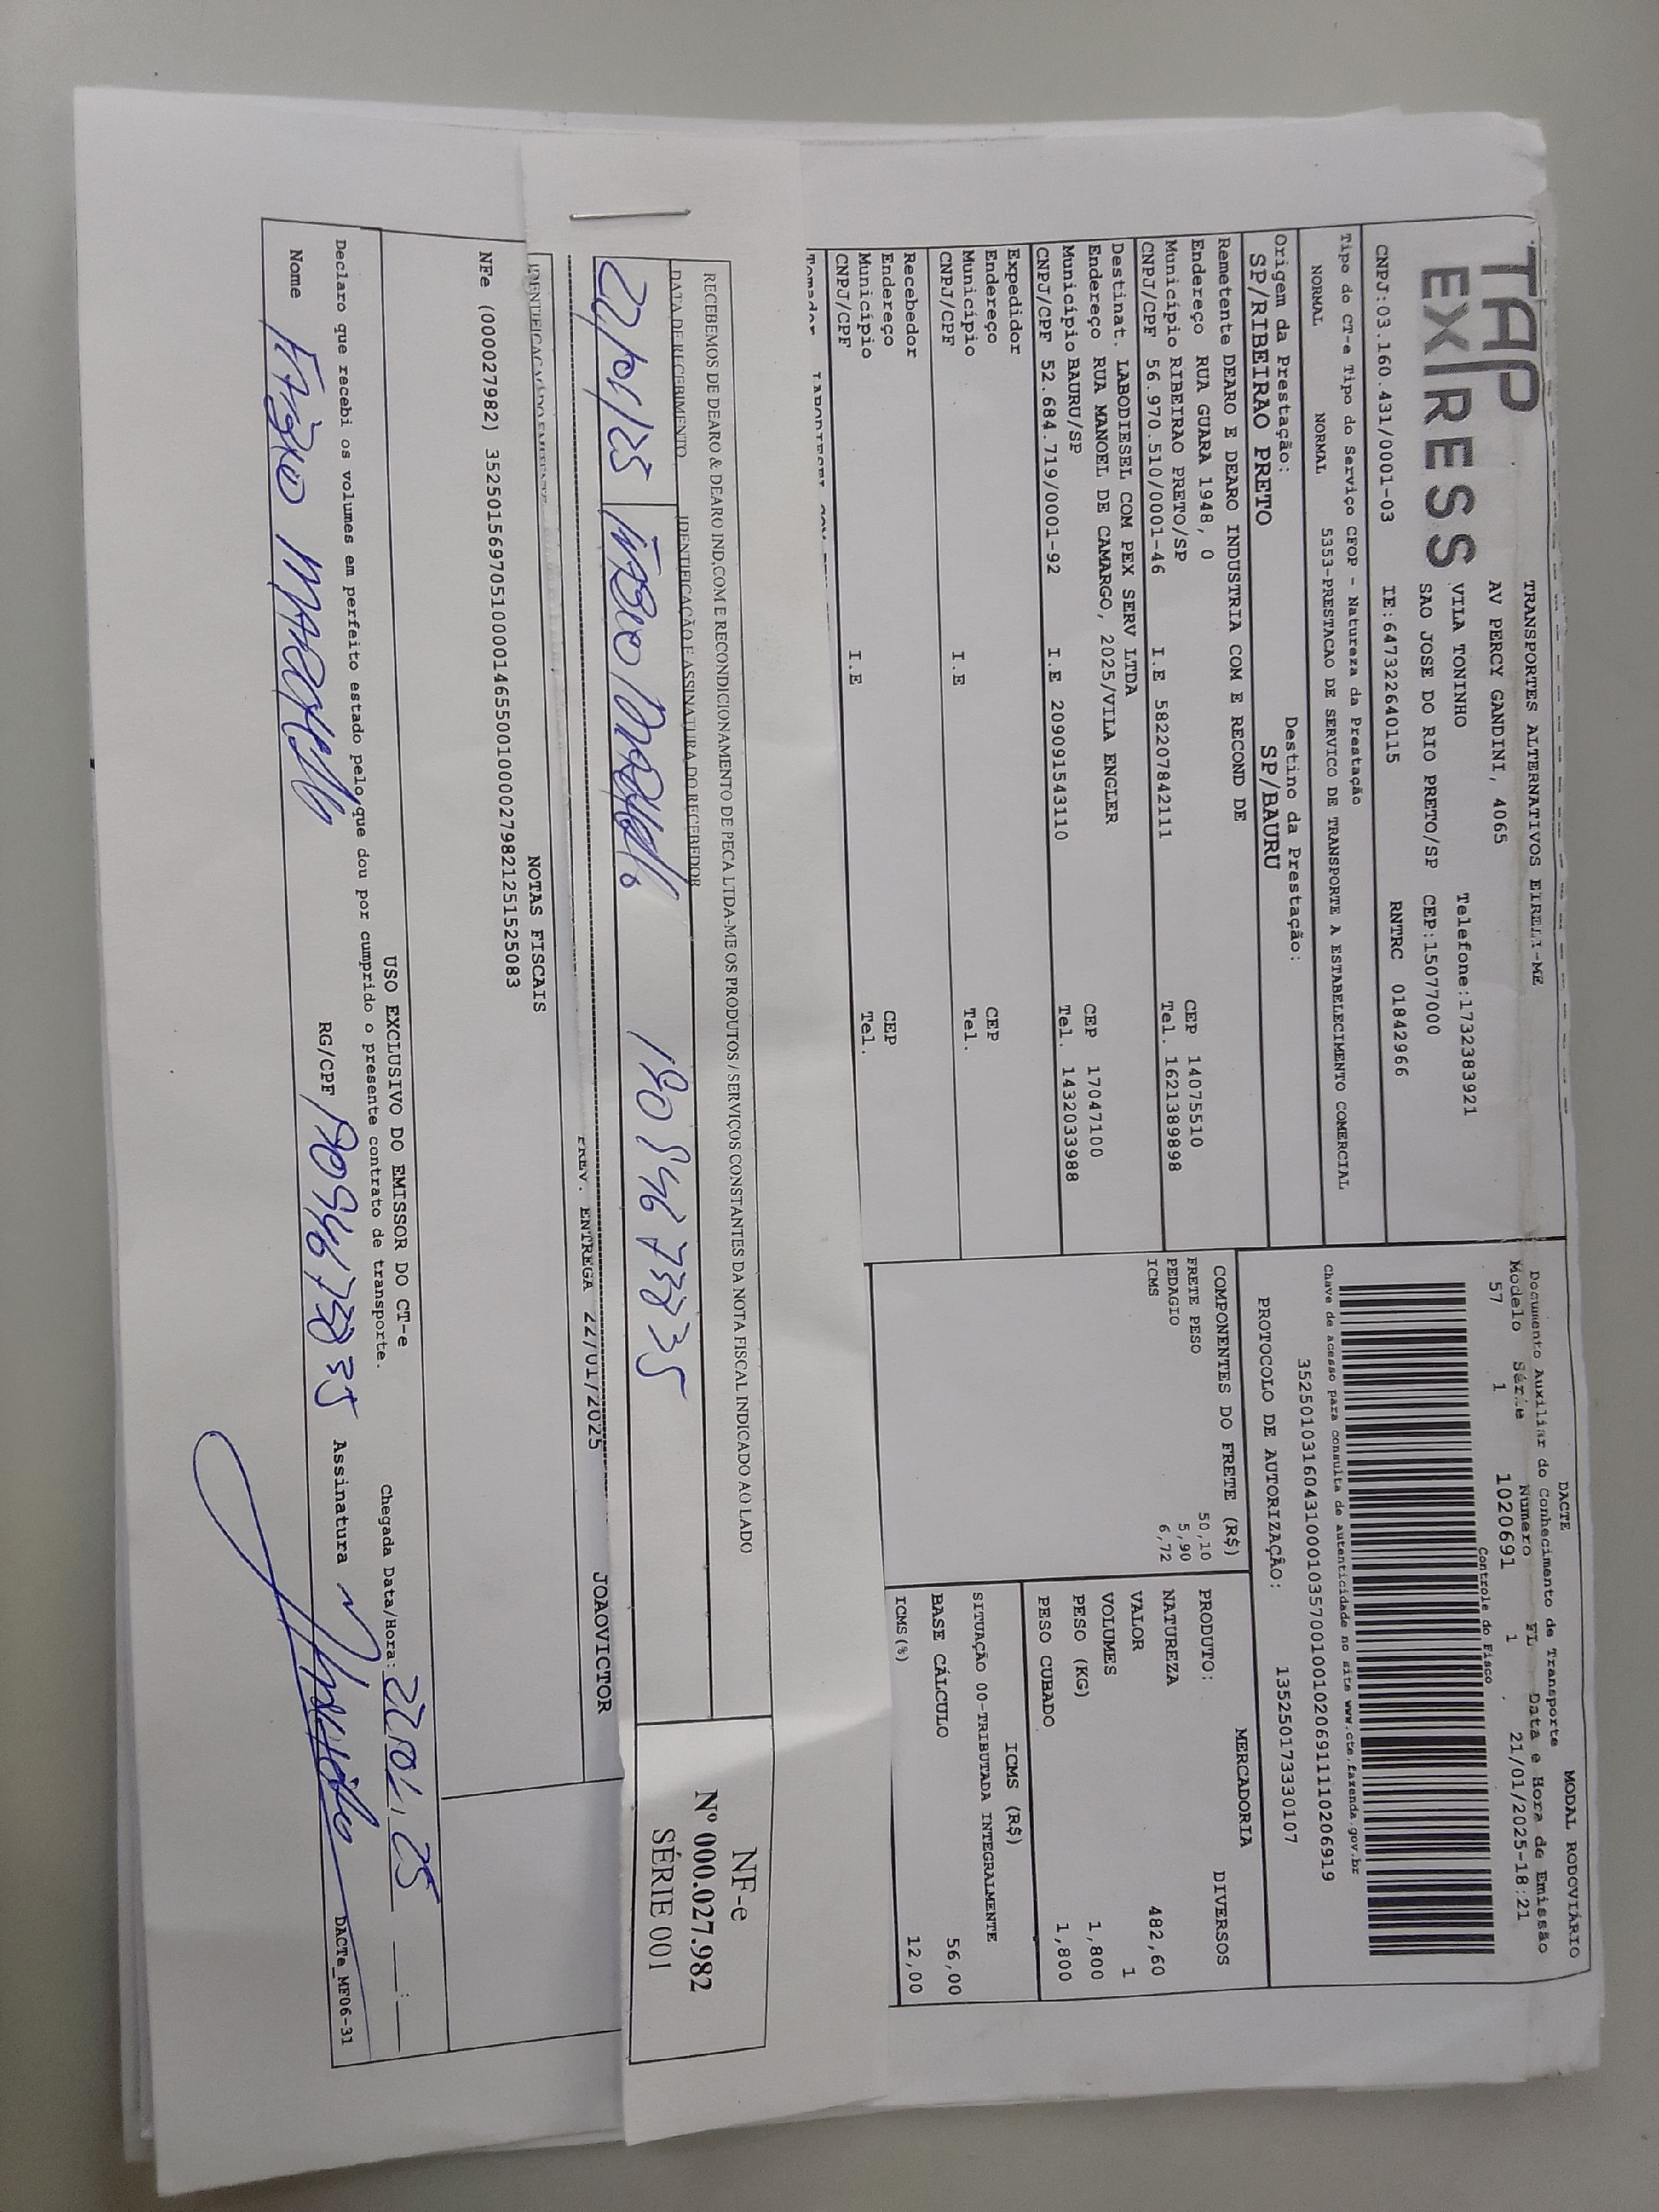 TAP
EXPRESS
TRANSPORTES ALTERNATIVOS EIRELI-ME
AV PERCY GANDINI, 4065
VILA TONINHO Telefone:1732383921
SAO JOSE DO RIO PRETO/SP CEP:15077000
CNPJ:03.160.431/0001-03 IE:647322640115 RNTRC 01842966
DACTE MODAL RODOVIÁRIO
Documento Auxiliar do Conhecimento de Transporte
Modelo Série Numero FL Data e Hora de Emissão
57 1 1020691 1 21/01/2025-18:21
Controle do Fisco
Chave de acesso para consulta de autenticidade no site www.cte.fazenda.gov.br
35250103160431000103570010010206911110206919
PROTOCOLO DE AUTORIZAÇÃO: 135250173330107
Tipo do CT-e Tipo do Serviço CFOP - Natureza da Prestação
NORMAL NORMAL 5353-PRESTACAO DE SERVICO DE TRANSPORTE A ESTABELECIMENTO COMERCIAL
Origem da Prestação: Destino da Prestação:
SP/RIBEIRAO PRETO SP/BAURU
Remetente DEARO E DEARO INDUSTRIA COM E RECOND DE
Endereço RUA GUARA 1948, 0 CEP 14075510
Município RIBEIRAO PRETO/SP Tel. 1621389898
CNPJ/CPF 56.970.510/0001-46 I.E 582207842111
Destinat. LABODIESEL COM PEX SERV LTDA
Endereço RUA MANOEL DE CAMARGO, 2025/VILA ENGLER CEP 17047100
Município BAURU/SP Tel. 1432033988
CNPJ/CPF 52.684.719/0001-92 I.E 209091543110
Expedidor
Endereço CEP
Município Tel.
CNPJ/CPF I.E
Recebedor
Endereço CEP
Município Tel.
CNPJ/CPF I.E
Tomador
COMPONENTES DO FRETE (R$)
FRETE PESO 50,10
PEDAGIO 5,90
ICMS 6,72
MERCADORIA
PRODUTO: DIVERSOS
NATUREZA
VALOR 482,60
VOLUMES 1
PESO (KG) 1,800
PESO CUBADO 1,800
ICMS (R$)
SITUAÇÃO 00-TRIBUTADA INTEGRALMENTE
BASE CÁLCULO 56,00
ICMS(%) 12,00
RECEBEMOS DE DEARO & DEARO IND,COM E RECONDICIONAMENTO DE PECA LTDA-ME OS PRODUTOS / SERVIÇOS CONSTANTES DA NOTA FISCAL INDICADO AO LADO
DATA DE RECEBIMENTO IDENTIFICAÇÃO E ASSINATURA DO RECEBEDOR
22/01/25
NF-e
Nº 000.027.982
SÉRIE 001
IDENTIFICAÇÃO DO EMITENTE
PREV. ENTREGA 22/01/2025 JOAOVICTOR
NOTAS FISCAIS
NFe (000027982) 35250156970510000146550010000279821251525083
USO EXCLUSIVO DO EMISSOR DO CT-e
Chegada Data/Hora: 22.01.25 __:__
Declaro que recebi os volumes em perfeito estado pelo que dou por cumprido o presente contrato de transporte.
Nome RG/CPF Assinatura
DACTe_MF06-31